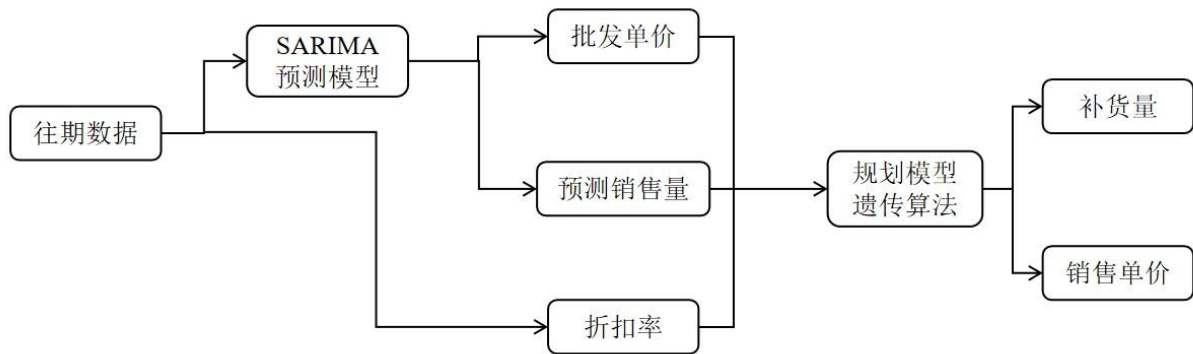 往期数据
SARIMA
预测模型
批发单价
预测销售量
折扣率
规划模型
遗传算法
补货量
销售单价